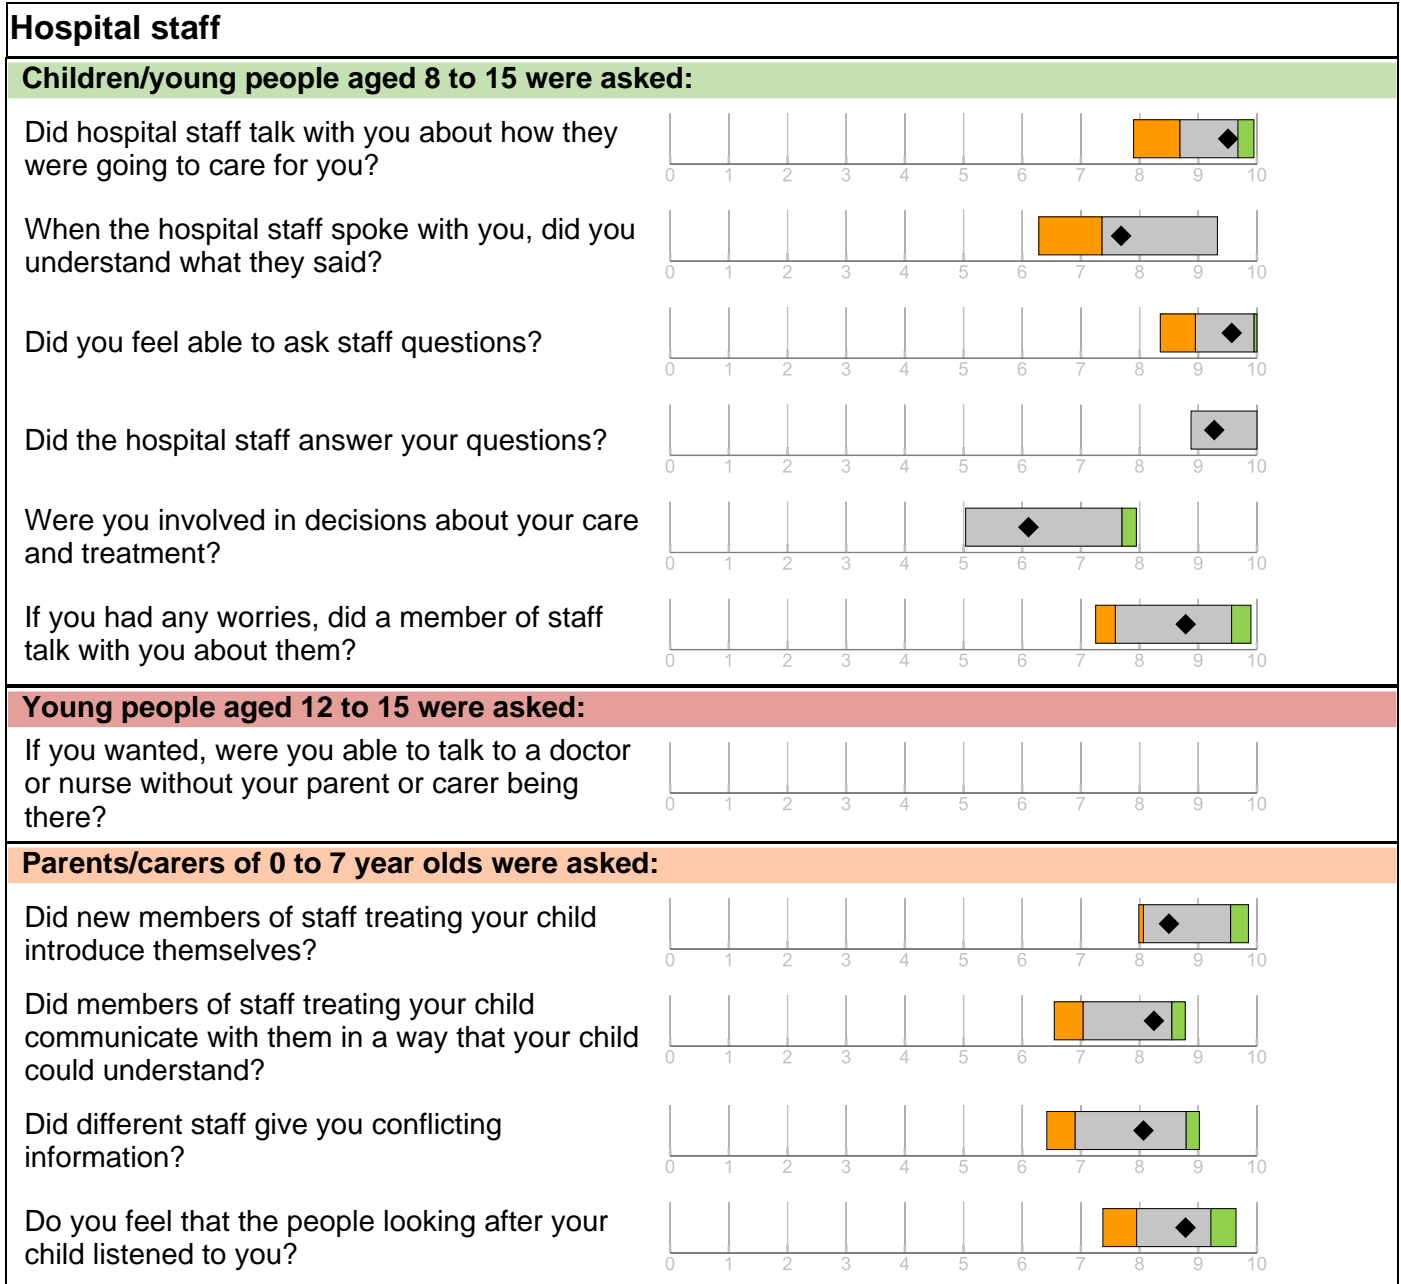 Hospital staff
Children/young people aged 8 to 15 were asked:
Did hospital staff talk with you about how they
were going to care for you?
0 1 2 3 4 5 6 7 8 9 10
When the hospital staff spoke with you, did you
understand what they said?
0 1 2 3 4 5 6 7 8 9 10
Did you feel able to ask staff questions?
0 1 2 3 4 5 6 7 8 9 10
Did the hospital staff answer your questions?
0 1 2 3 4 5 6 7 8 9 10
Were you involved in decisions about your care
and treatment?
0 1 2 3 4 5 6 7 8 9 10
If you had any worries, did a member of staff
talk with you about them?
0 1 2 3 4 5 6 7 8 9 10
Young people aged 12 to 15 were asked:
If you wanted, were you able to talk to a doctor
or nurse without your parent or carer being
there?
0 1 2 3 4 5 6 7 8 9 10
Parents/carers of 0 to 7 year olds were asked:
Did new members of staff treating your child
introduce themselves?
0 1 2 3 4 5 6 7 8 9 10
Did members of staff treating your child
communicate with them in a way that your child
could understand?
0 1 2 3 4 5 6 7 8 9 10
Did different staff give you conflicting
information?
0 1 2 3 4 5 6 7 8 9 10
Do you feel that the people looking after your
child listened to you?
0 1 2 3 4 5 6 7 8 9 10